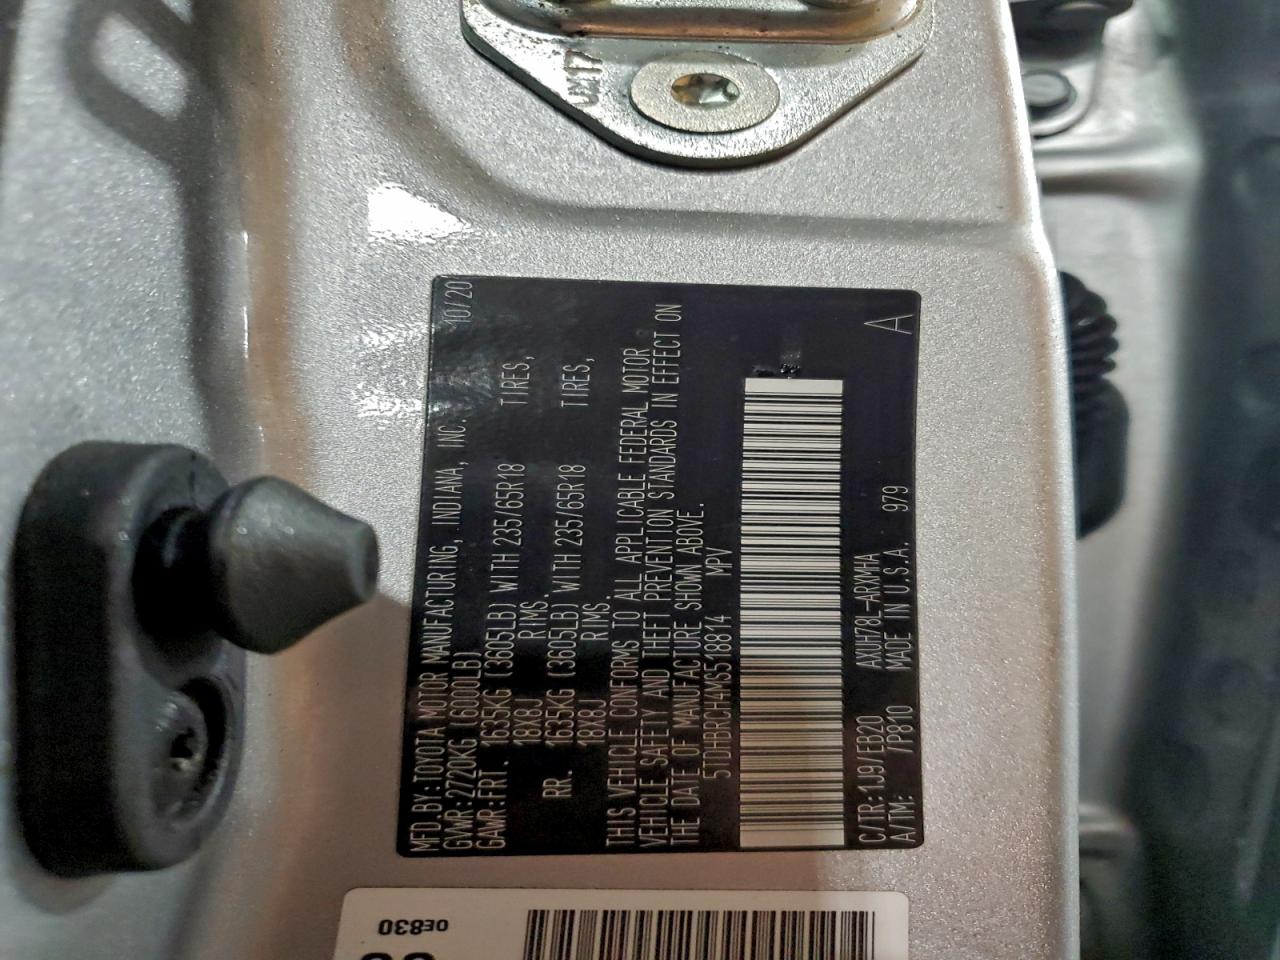 MFD.BY:TOYOTA MOTOR MANUFACTURING, INDIANA, INC. 10/20
GVWR:2720KG (6000LB)
GAWR:FRT. 1635KG (3605LB) WITH 235/65R18 TIRES,
18X8J RIMS.
RR. 1635KG (3605LB) WITH 235/65R18 TIRES,
18X8J RIMS.
THIS VEHICLE CONFORMS TO ALL APPLICABLE FEDERAL MOTOR
VEHICLE SAFETY AND THEFT PREVENTION STANDARDS IN EFFECT ON
THE DATE OF MANUFACTURE SHOWN ABOVE.
MPV
C/TR:1J9/EB20 AXUH78L-ARXMHA
A/TM: /P810 MADE IN U.S.A. 979 A
0E830